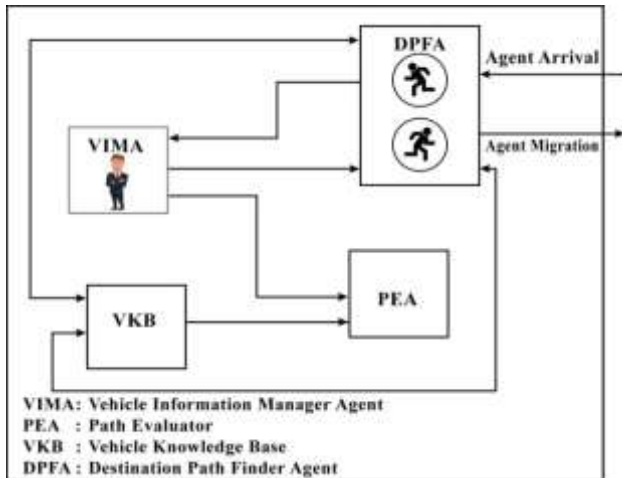 DPFA
Agent Arrival
VIMA
Agent Migration
PEA
VKB
VIMA : Vehicle Information Manager Agent
PEA : Path Evaluator
VKB : Vehicle Knowledge Base
DPFA : Destination Path Finder Agent